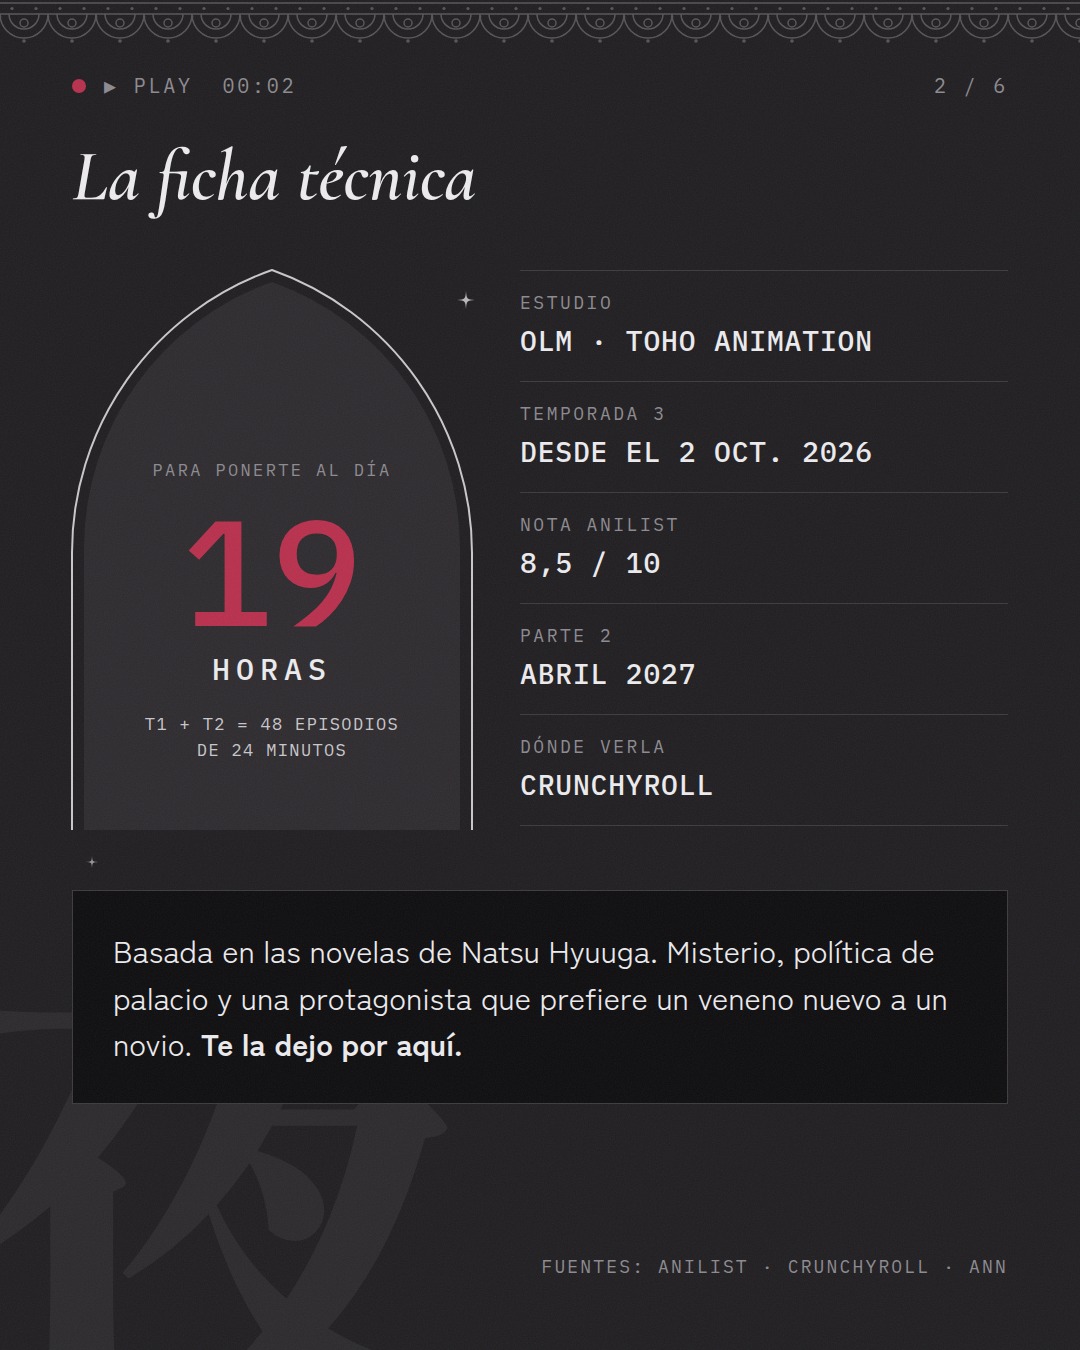 ▶ PLAY 00:02
2 / 6
La ficha técnica
PARA PONERTE AL DÍA
19
HORAS
T1 + T2 = 48 EPISODIOS
DE 24 MINUTOS
ESTUDIO
OLM · TOHO ANIMATION
TEMPORADA 3
DESDE EL 2 OCT. 2026
NOTA ANILIST
8,5 / 10
PARTE 2
ABRIL 2027
DÓNDE VERLA
CRUNCHYROLL
Basada en las novelas de Natsu Hyuuga. Misterio, política de
palacio y una protagonista que prefiere un veneno nuevo a un
novio. Te la dejo por aquí.
FUENTES: ANILIST · CRUNCHYROLL · ANN